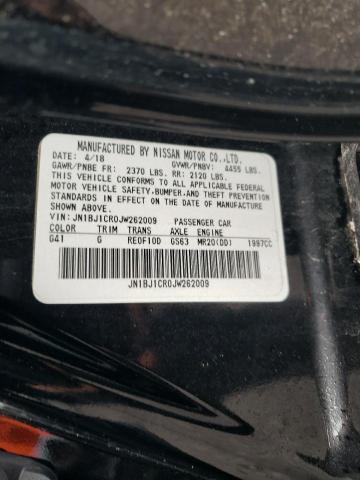 MANUFACTURED BY NISSAN MOTOR CO.,LTD.
DATE: 4/18 GVWR/PNBV: 4455 LBS.
GAWR/PNBE FR: 2370 LBS. RR: 2120 LBS.
THIS VEHICLE CONFORMS TO ALL APPLICABLE FEDERAL
MOTOR VEHICLE SAFETY,BUMPER,AND THEFT PREVENTION
STANDARDS IN EFFECT ON THE DATE OF MANUFACTURE
SHOWN ABOVE.
VIN: JN1BJ1CR0JW262009 PASSENGER CAR
COLOR TRIM TRANS AXLE ENGINE
G41 G RE0F10D GS63 MR20(DD) 1997CC
JN1BJ1CR0JW262009